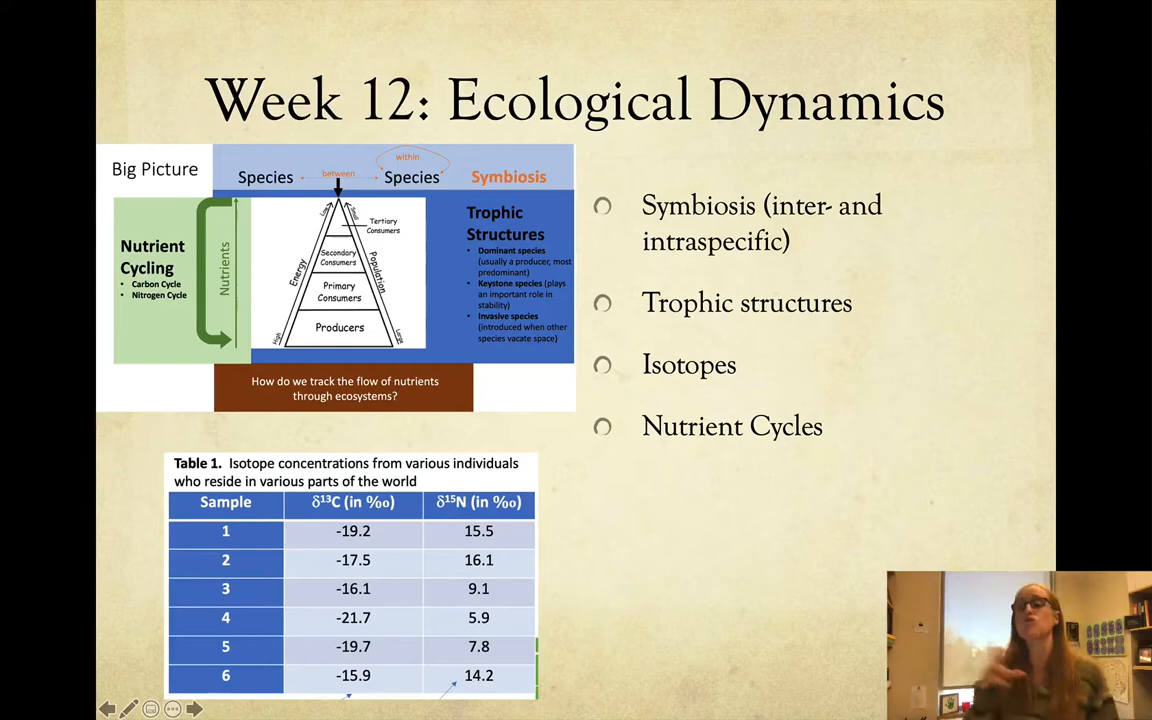 Week 12: Ecological Dynamics
Big Picture
within
Species
between
Species
Symbiosis
Nutrient
Cycling
• Carbon Cycle
• Nitrogen Cycle
Nutrients
Low
Small
Energy
Population
High
Large
Tertiary
Consumers
Secondary
Consumers
Primary
Consumers
Producers
Trophic
Structures
• Dominant species
(usually a producer, most
predominant)
• Keystone species (plays
an important role in
stability)
• Invasive species
(introduced when other
species vacate space)
How do we track the flow of nutrients
through ecosystems?
Symbiosis (inter- and
intraspecific)
Trophic structures
Isotopes
Nutrient Cycles
Table 1. Isotope concentrations from various individuals
who reside in various parts of the world
Sample δ¹³C (in ‰) δ¹⁵N (in ‰)
1 -19.2 15.5
2 -17.5 16.1
3 -16.1 9.1
4 -21.7 5.9
5 -19.7 7.8
6 -15.9 14.2